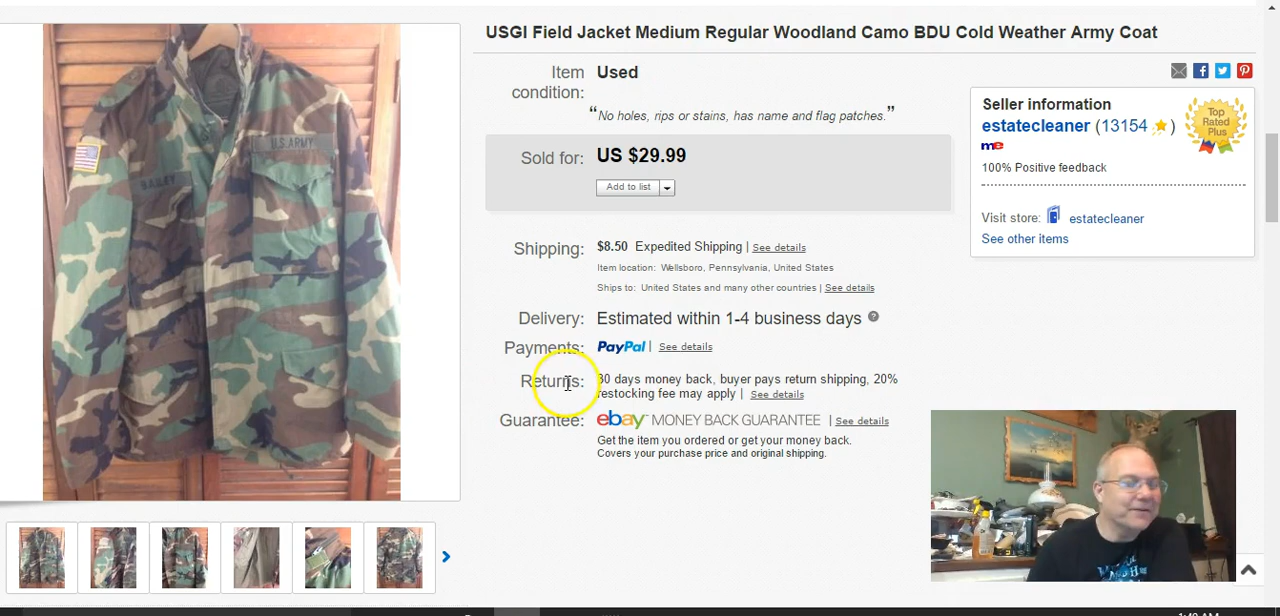 USGI Field Jacket Medium Regular Woodland Camo BDU Cold Weather Army Coat
Item condition: Used
“No holes, rips or stains, has name and flag patches.”
Sold for: US $29.99
Add to list
Shipping: $8.50 Expedited Shipping | See details
Item location: Wellsboro, Pennsylvania, United States
Ships to: United States and many other countries | See details
Delivery: Estimated within 1-4 business days ?
Payments: PayPal | See details
Returns: 30 days money back, buyer pays return shipping, 20%
restocking fee may apply | See details
Guarantee: ebay MONEY BACK GUARANTEE | See details
Get the item you ordered or get your money back.
Covers your purchase price and original shipping.
Seller information
estatecleaner (13154 )
me
100% Positive feedback
Visit store: estatecleaner
See other items
Top
Rated
Plus
U.S. ARMY
BAILEY